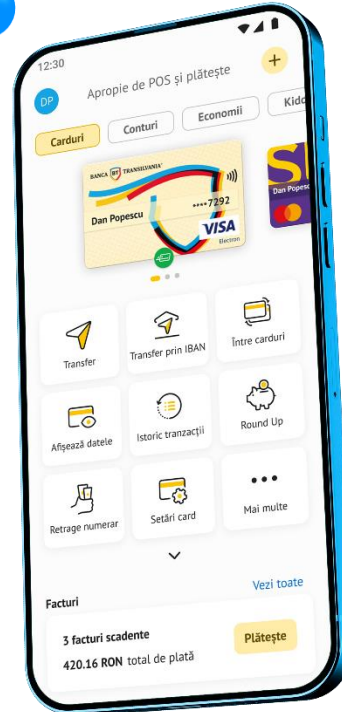 12:30
DP
Apropie de POS și plătește
+
Carduri
Conturi
Economii
BANCA BT TRANSILVANIA
Dan Popescu
••••7292
VISA
Electron
Dan Popescu
Transfer
Transfer prin IBAN
Între carduri
Afișează datele
Istoric tranzacții
Round Up
Retrage numerar
Setări card
Mai multe
Facturi
Vezi toate
3 facturi scadente
420.16 RON total de plată
Plătește